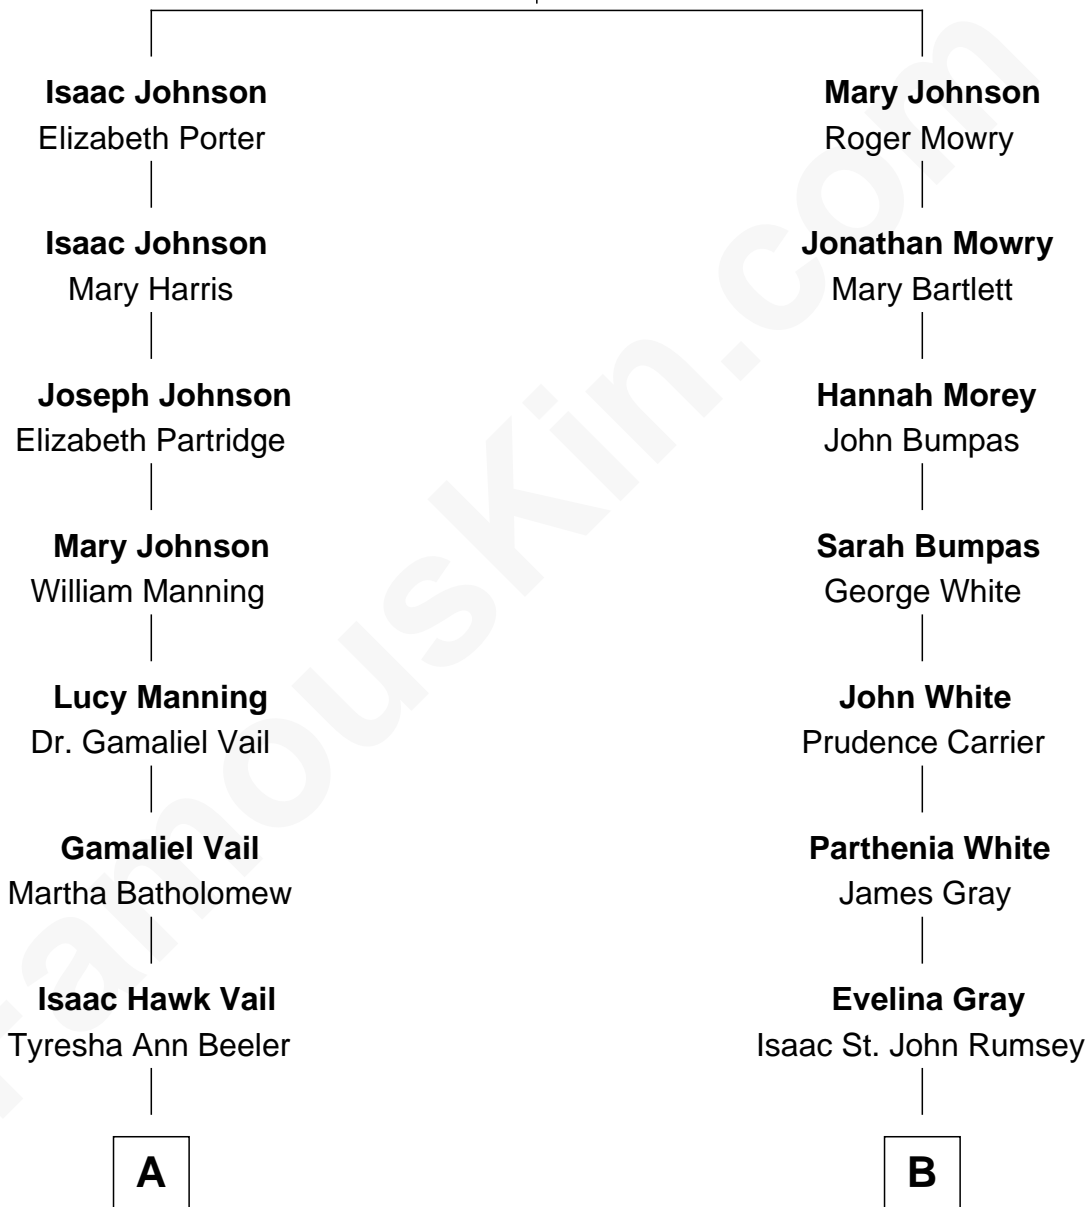 Isaac Johnson
Elizabeth Porter
Isaac Johnson
Mary Harris
Joseph Johnson
Elizabeth Partridge
Mary Johnson
William Manning
Lucy Manning
Dr. Gamaliel Vail
Gamaliel Vail
Martha Batholomew
Isaac Hawk Vail
Tyresha Ann Beeler
A
Mary Johnson
Roger Mowry
Jonathan Mowry
Mary Bartlett
Hannah Morey
John Bumpas
Sarah Bumpas
George White
John White
Prudence Carrier
Parthenia White
James Gray
Evelina Gray
Isaac St. John Rumsey
B
FamousKin.com